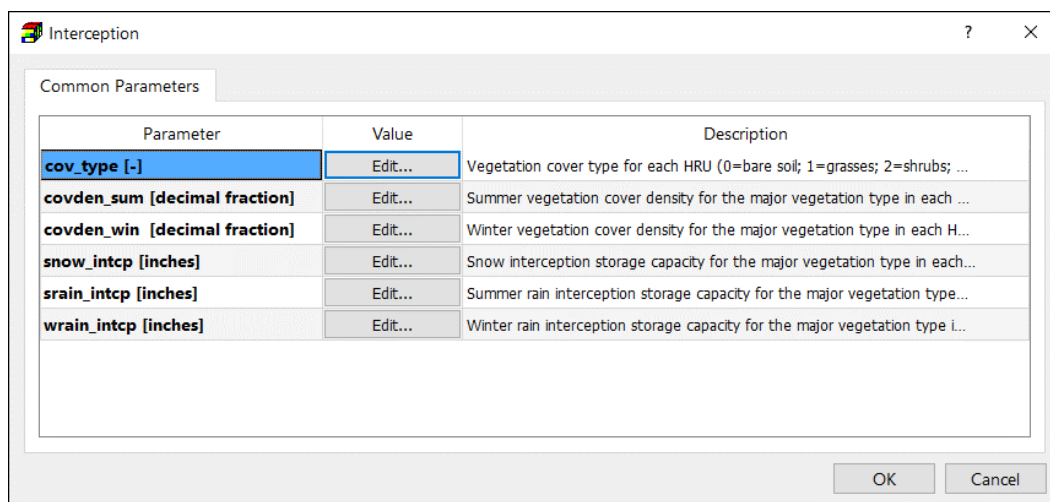 Interception
?
Common Parameters
Parameter Value Description
cov_type [-] Edit... Vegetation cover type for each HRU (0=bare soil; 1=grasses; 2=shrubs; ...
covden_sum [decimal fraction] Edit... Summer vegetation cover density for the major vegetation type in each ...
covden_win [decimal fraction] Edit... Winter vegetation cover density for the major vegetation type in each H...
snow_intcp [inches] Edit... Snow interception storage capacity for the major vegetation type in each...
srain_intcp [inches] Edit... Summer rain interception storage capacity for the major vegetation type...
wrain_intcp [inches] Edit... Winter rain interception storage capacity for the major vegetation type i...
OK Cancel